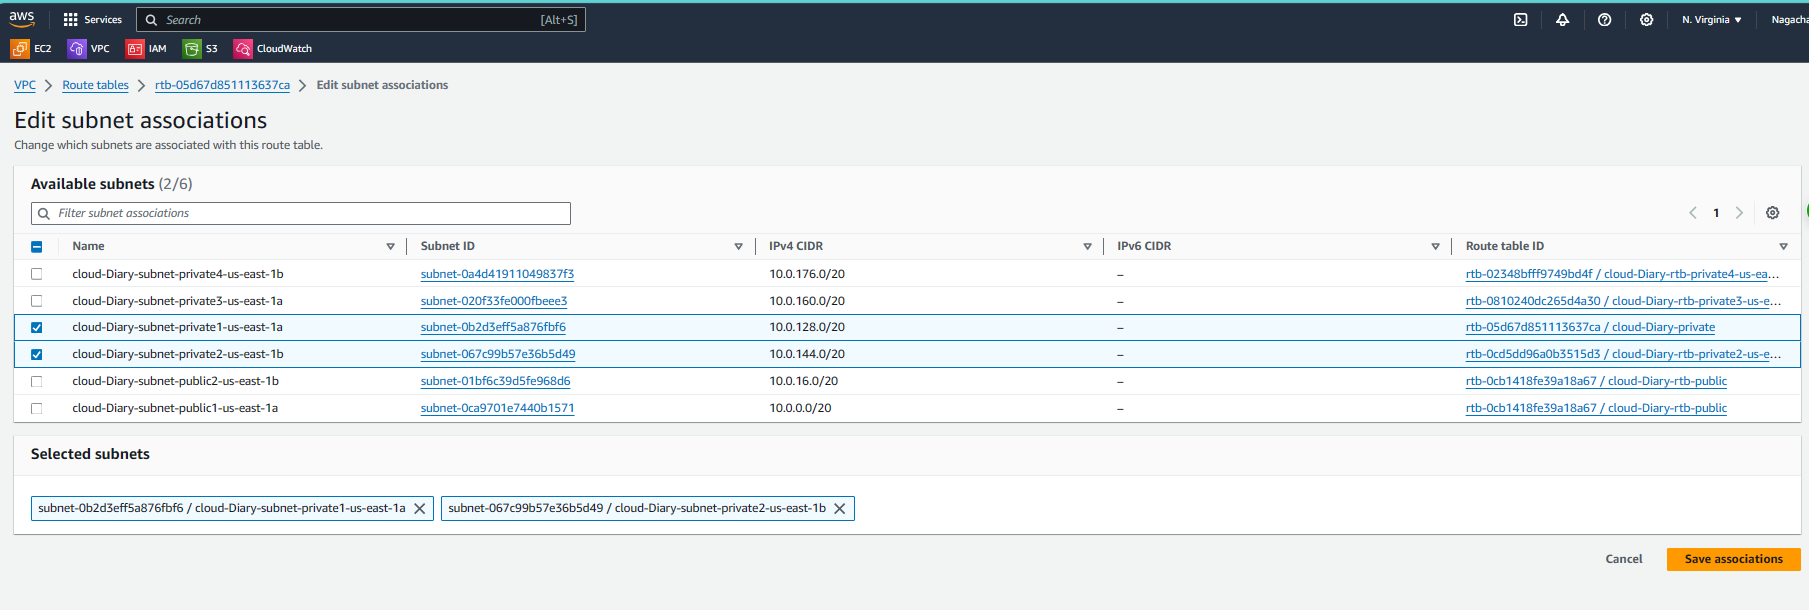 aws Services Search [Alt+S] N. Virginia ▼ Nagacha
EC2 VPC IAM S3 CloudWatch
VPC > Route tables > rtb-05d67d851113637ca > Edit subnet associations
Edit subnet associations
Change which subnets are associated with this route table.
Available subnets (2/6)
Filter subnet associations 1
Name Subnet ID IPv4 CIDR IPv6 CIDR Route table ID
cloud-Diary-subnet-private4-us-east-1b subnet-0a4d41911049837f3 10.0.176.0/20 – rtb-02348bfff9749bd4f / cloud-Diary-rtb-private4-us-ea...
cloud-Diary-subnet-private3-us-east-1a subnet-020f33fe000fbeee3 10.0.160.0/20 – rtb-0810240dc265d4a30 / cloud-Diary-rtb-private3-us-e...
cloud-Diary-subnet-private1-us-east-1a subnet-0b2d3eff5a876fbf6 10.0.128.0/20 – rtb-05d67d851113637ca / cloud-Diary-private
cloud-Diary-subnet-private2-us-east-1b subnet-067c99b57e36b5d49 10.0.144.0/20 – rtb-0cd5dd96a0b3515d3 / cloud-Diary-rtb-private2-us-e...
cloud-Diary-subnet-public2-us-east-1b subnet-01bf6c39d5fe968d6 10.0.16.0/20 – rtb-0cb1418fe39a18a67 / cloud-Diary-rtb-public
cloud-Diary-subnet-public1-us-east-1a subnet-0ca9701e7440b1571 10.0.0.0/20 – rtb-0cb1418fe39a18a67 / cloud-Diary-rtb-public
Selected subnets
subnet-0b2d3eff5a876fbf6 / cloud-Diary-subnet-private1-us-east-1a subnet-067c99b57e36b5d49 / cloud-Diary-subnet-private2-us-east-1b
Cancel Save associations